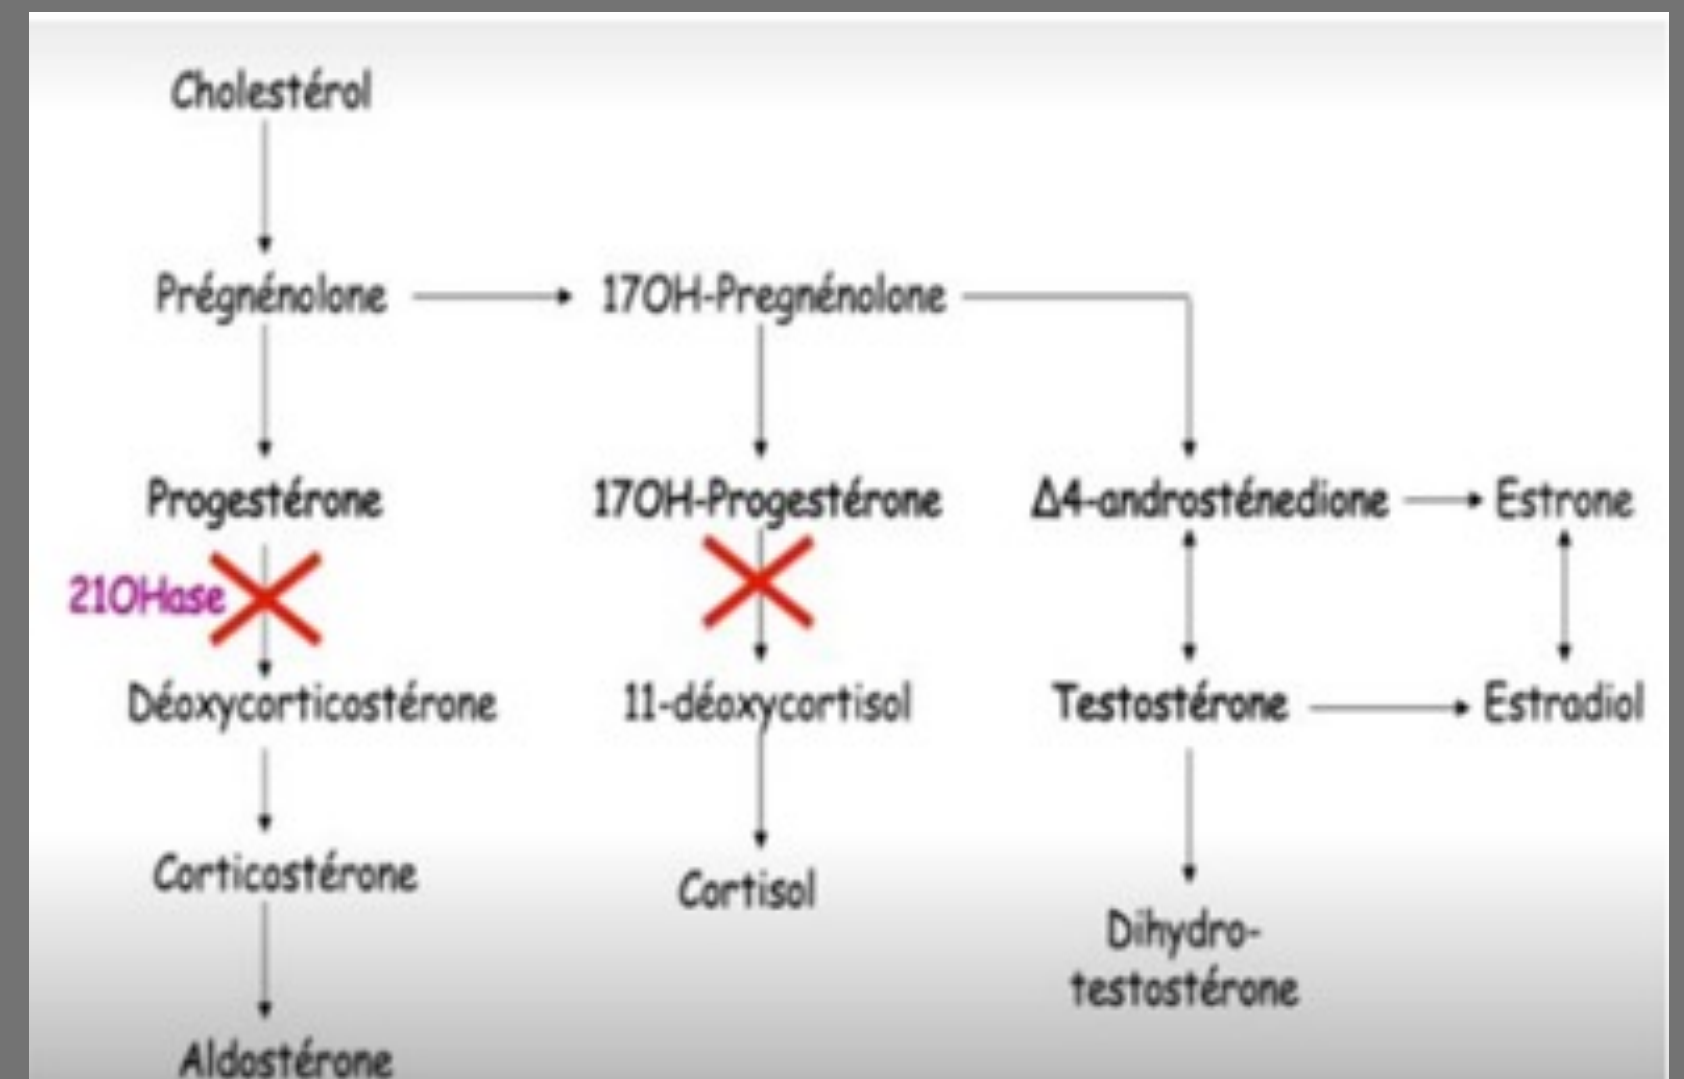 Cholestérol
Prégnénolone
17OH-Pregnénolone
Progestérone
17OH-Progestérone
Δ4-androsténedione
Estrone
21OHase
Déoxycorticostérone
11-déoxycortisol
Testostérone
Estradiol
Corticostérone
Cortisol
Dihydro-
testostérone
Aldostérone